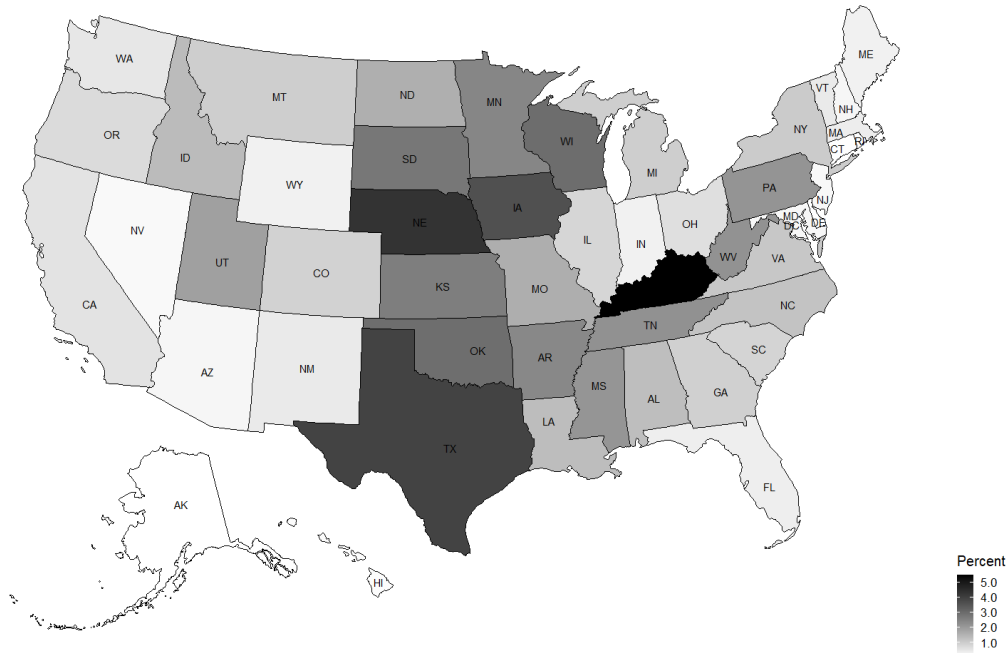 ME
WA
VT
MT
ND
MN
NH
OR
NY
MA
RI
WI
CT
ID
SD
MI
WY
PA
NJ
IA
MD
DE
NE
OH
DC
NV
IL
IN
UT
WV
VA
CO
KS
MO
CA
NC
TN
OK
SC
AR
NM
AZ
MS
GA
AL
LA
TX
FL
AK
HI
Percent
5.0
4.0
3.0
2.0
1.0